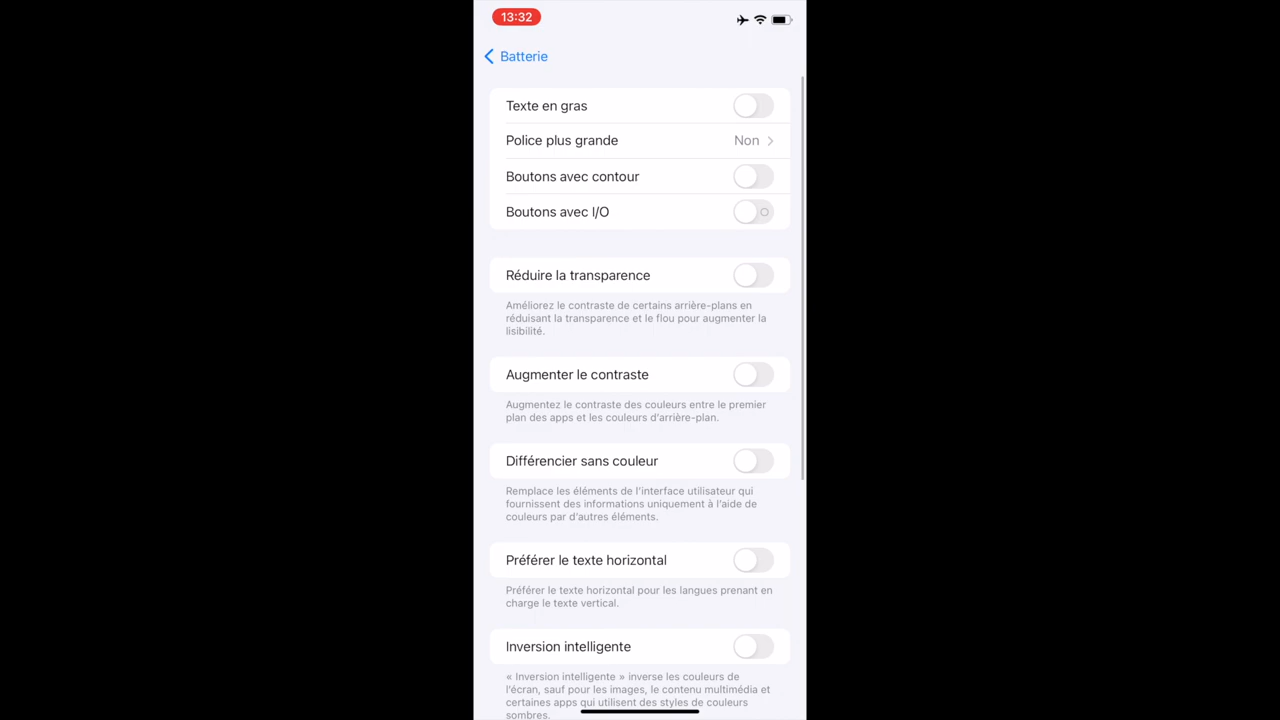 13:32
Batterie
Texte en gras
Police plus grande Non
Boutons avec contour
Boutons avec I/O
Réduire la transparence
Améliorez le contraste de certains arrière-plans en
réduisant la transparence et le flou pour augmenter la
lisibilité.
Augmenter le contraste
Augmentez le contraste des couleurs entre le premier
plan des apps et les couleurs d'arrière-plan.
Différencier sans couleur
Remplace les éléments de l'interface utilisateur qui
fournissent des informations uniquement à l'aide de
couleurs par d'autres éléments.
Préférer le texte horizontal
Préférer le texte horizontal pour les langues prenant en
charge le texte vertical.
Inversion intelligente
« Inversion intelligente » inverse les couleurs de
l'écran, sauf pour les images, le contenu multimédia et
certaines apps qui utilisent des styles de couleurs
sombres.